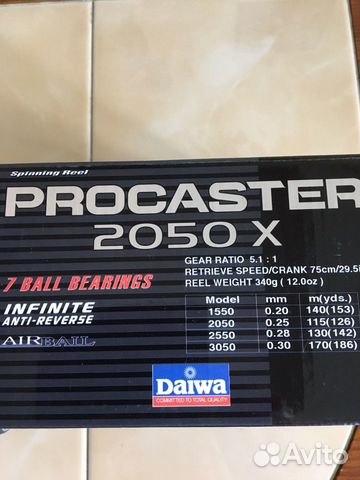 Spinning Reel
PROCASTER
2050 X
GEAR RATIO 5.1 : 1
RETRIEVE SPEED/CRANK 75cm/29.5
REEL WEIGHT 340g ( 12.0oz )
7 BALL BEARINGS
INFINITE
ANTI-REVERSE
AIRBAIL
Model mm m(yds.)
1550 0.20 140(153)
2050 0.25 115(126)
2550 0.28 130(142)
3050 0.30 170(186)
Daiwa
COMMITTED TO TOTAL QUALITY
Avito